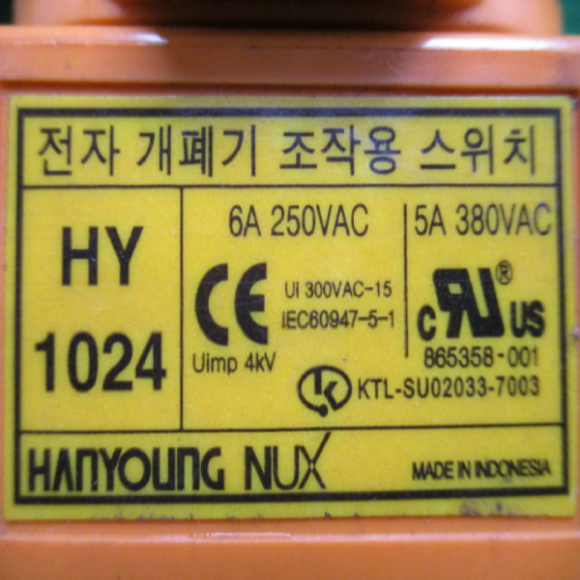 전자 개폐기 조작용 스위치
HY
1024
6A 250VAC
5A 380VAC
CE
Ui 300VAC-15
IEC60947-5-1
Uimp 4kV
c RU ® US
865358-001
KTL-SU02033-7003
HANYOUNG NUX
MADE IN INDONESIA